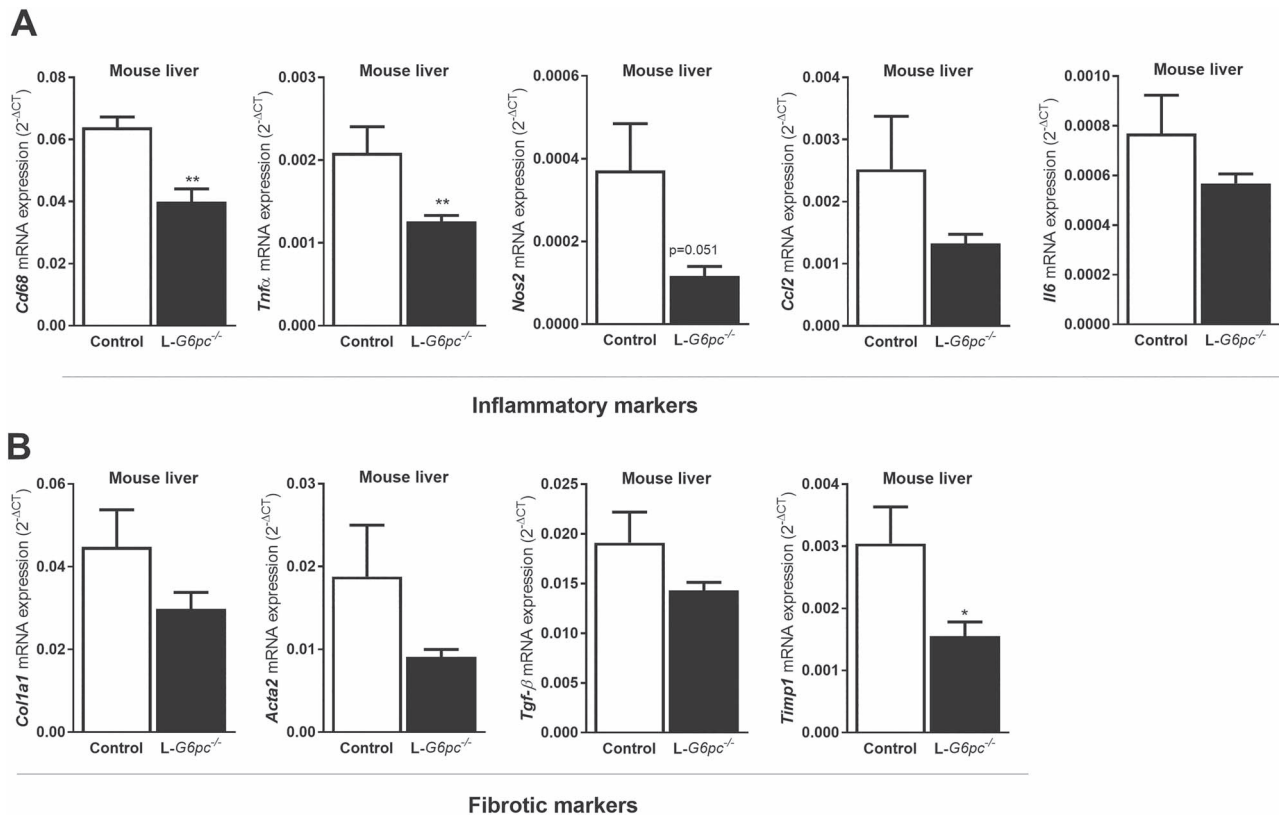 A
Mouse liver
Cd68 mRNA expression (2-ΔCT)
0.08
0.06
0.04
0.02
0.00
**
Control
L-G6pc-/-
Mouse liver
Tnfα mRNA expression (2-ΔCT)
0.003
0.002
0.001
0.000
**
Control
L-G6pc-/-
Mouse liver
Nos2 mRNA expression (2-ΔCT)
0.0006
0.0004
0.0002
0.0000
p=0.051
Control
L-G6pc-/-
Mouse liver
Ccl2 mRNA expression (2-ΔCT)
0.004
0.003
0.002
0.001
0.000
Control
L-G6pc-/-
Mouse liver
Il6 mRNA expression (2-ΔCT)
0.0010
0.0008
0.0006
0.0004
0.0002
0.0000
Control
L-G6pc-/-
Inflammatory markers
B
Mouse liver
Col1a1 mRNA expression (2-ΔCT)
0.06
0.04
0.02
0.00
Control
L-G6pc-/-
Mouse liver
Acta2 mRNA expression (2-ΔCT)
0.03
0.02
0.01
0.00
Control
L-G6pc-/-
Mouse liver
Tgf-β mRNA expression (2-ΔCT)
0.025
0.020
0.015
0.010
0.005
0.000
Control
L-G6pc-/-
Mouse liver
Timp1 mRNA expression (2-ΔCT)
0.004
0.003
0.002
0.001
0.000
*
Control
L-G6pc-/-
Fibrotic markers